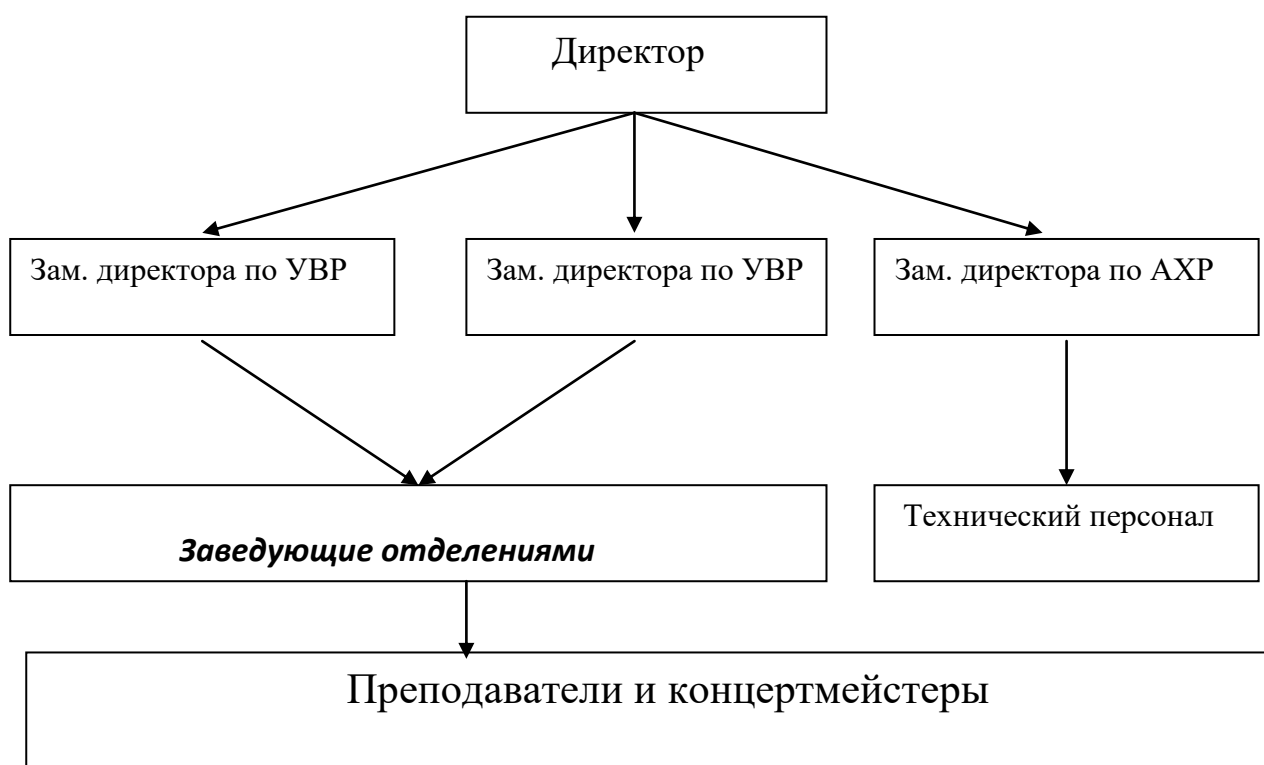 Директор
Зам. директора по УВР
Зам. директора по УВР
Зам. директора по АХР
Заведующие отделениями
Технический персонал
Преподаватели и концертмейстеры